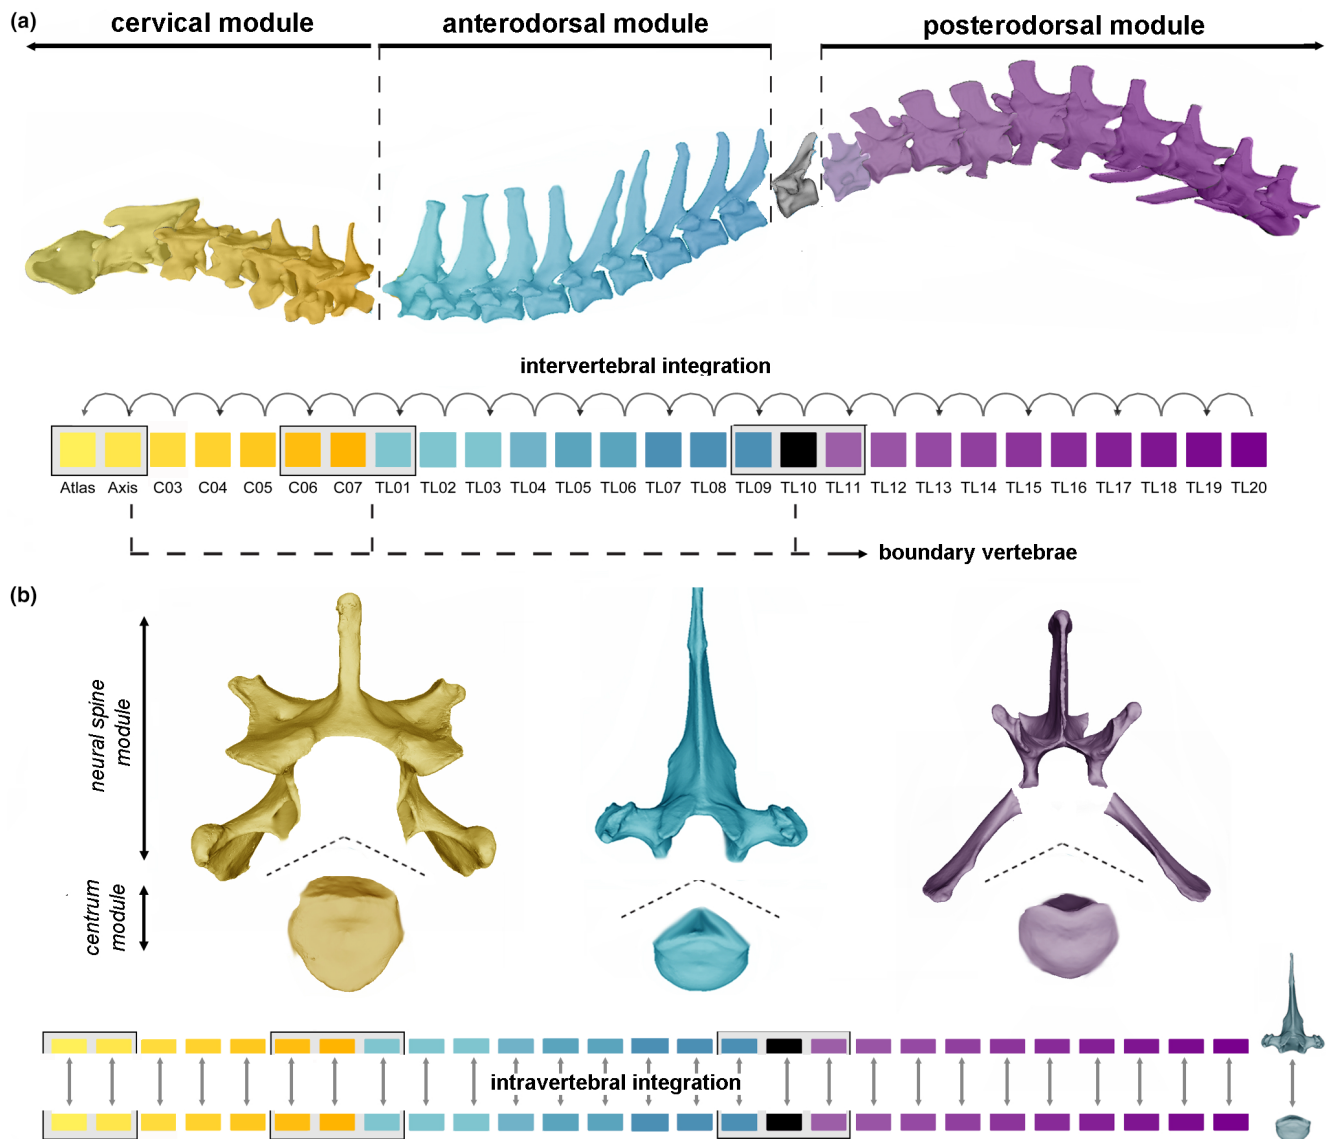 (a)
cervical module
anterodorsal module
posterodorsal module
intervertebral integration
Atlas Axis C03 C04 C05 C06 C07 TL01 TL02 TL03 TL04 TL05 TL06 TL07 TL08 TL09 TL10 TL11 TL12 TL13 TL14 TL15 TL16 TL17 TL18 TL19 TL20
boundary vertebrae
(b)
neural spine
module
centrum
module
intravertebral integration